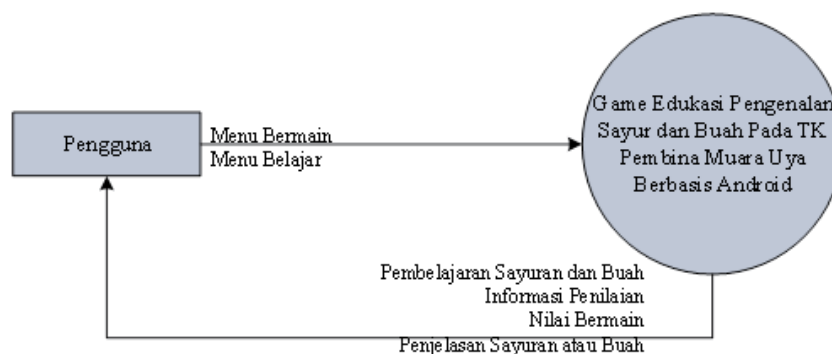 Game Edukasi Pengenalan
Sayur dan Buah Pada TK
Pembina Muara Uya
Berbasis Android
Pengguna
Menu Bermain
Menu Belajar
Pembelajaran Sayuran dan Buah
Informasi Penilaian
Nilai Bermain
Penjelasan Sayuran atau Buah